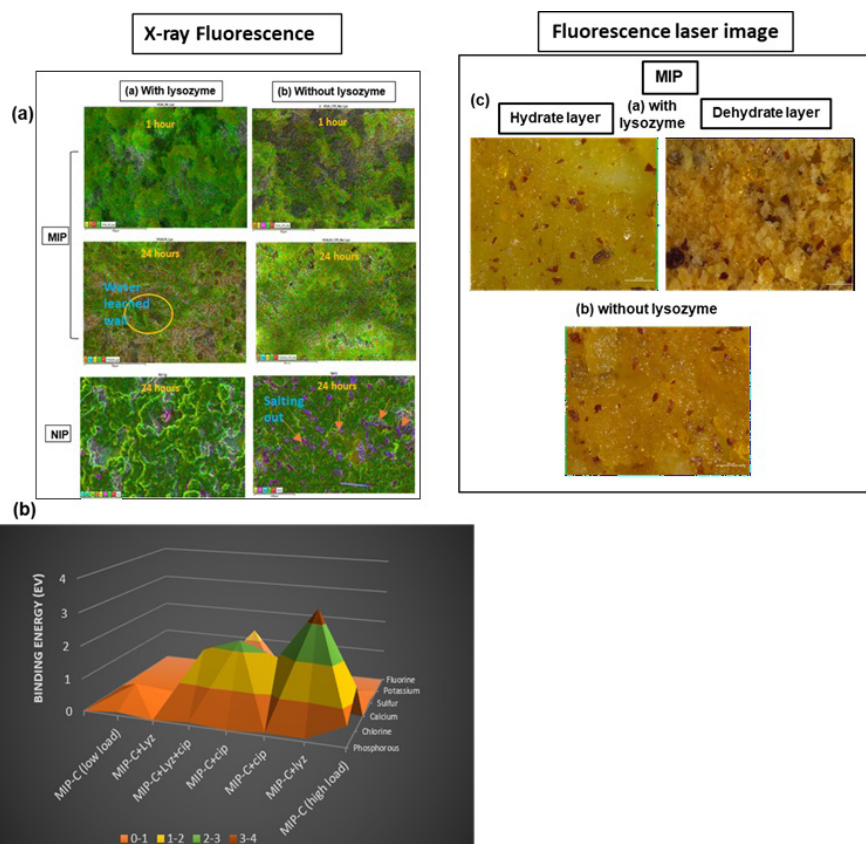 X-ray Fluorescence
Fluorescence laser image
(a)
(a) With lysozyme
(b) Without lysozyme
1 hour
1 hour
MIP
24 hours
24 hours
Water
leached
wall
NIP
24 hours
24 hours
Salting
out
MIP
(c)
(a) with
lysozyme
Hydrate layer
Dehydrate layer
(b) without lysozyme
(b)
BINDING ENERGY (EV)
4
3
2
1
0
Fluorine
Potassium
Sulfur
Calcium
Chlorine
Phosphorous
MIP-C (low load)
MIP-C+Lyz
MIP-C+Lyz+cip
MIP-C+cip
MIP-C+cip
MIP-C+lyz
MIP-C (high load)
0-1
1-2
2-3
3-4